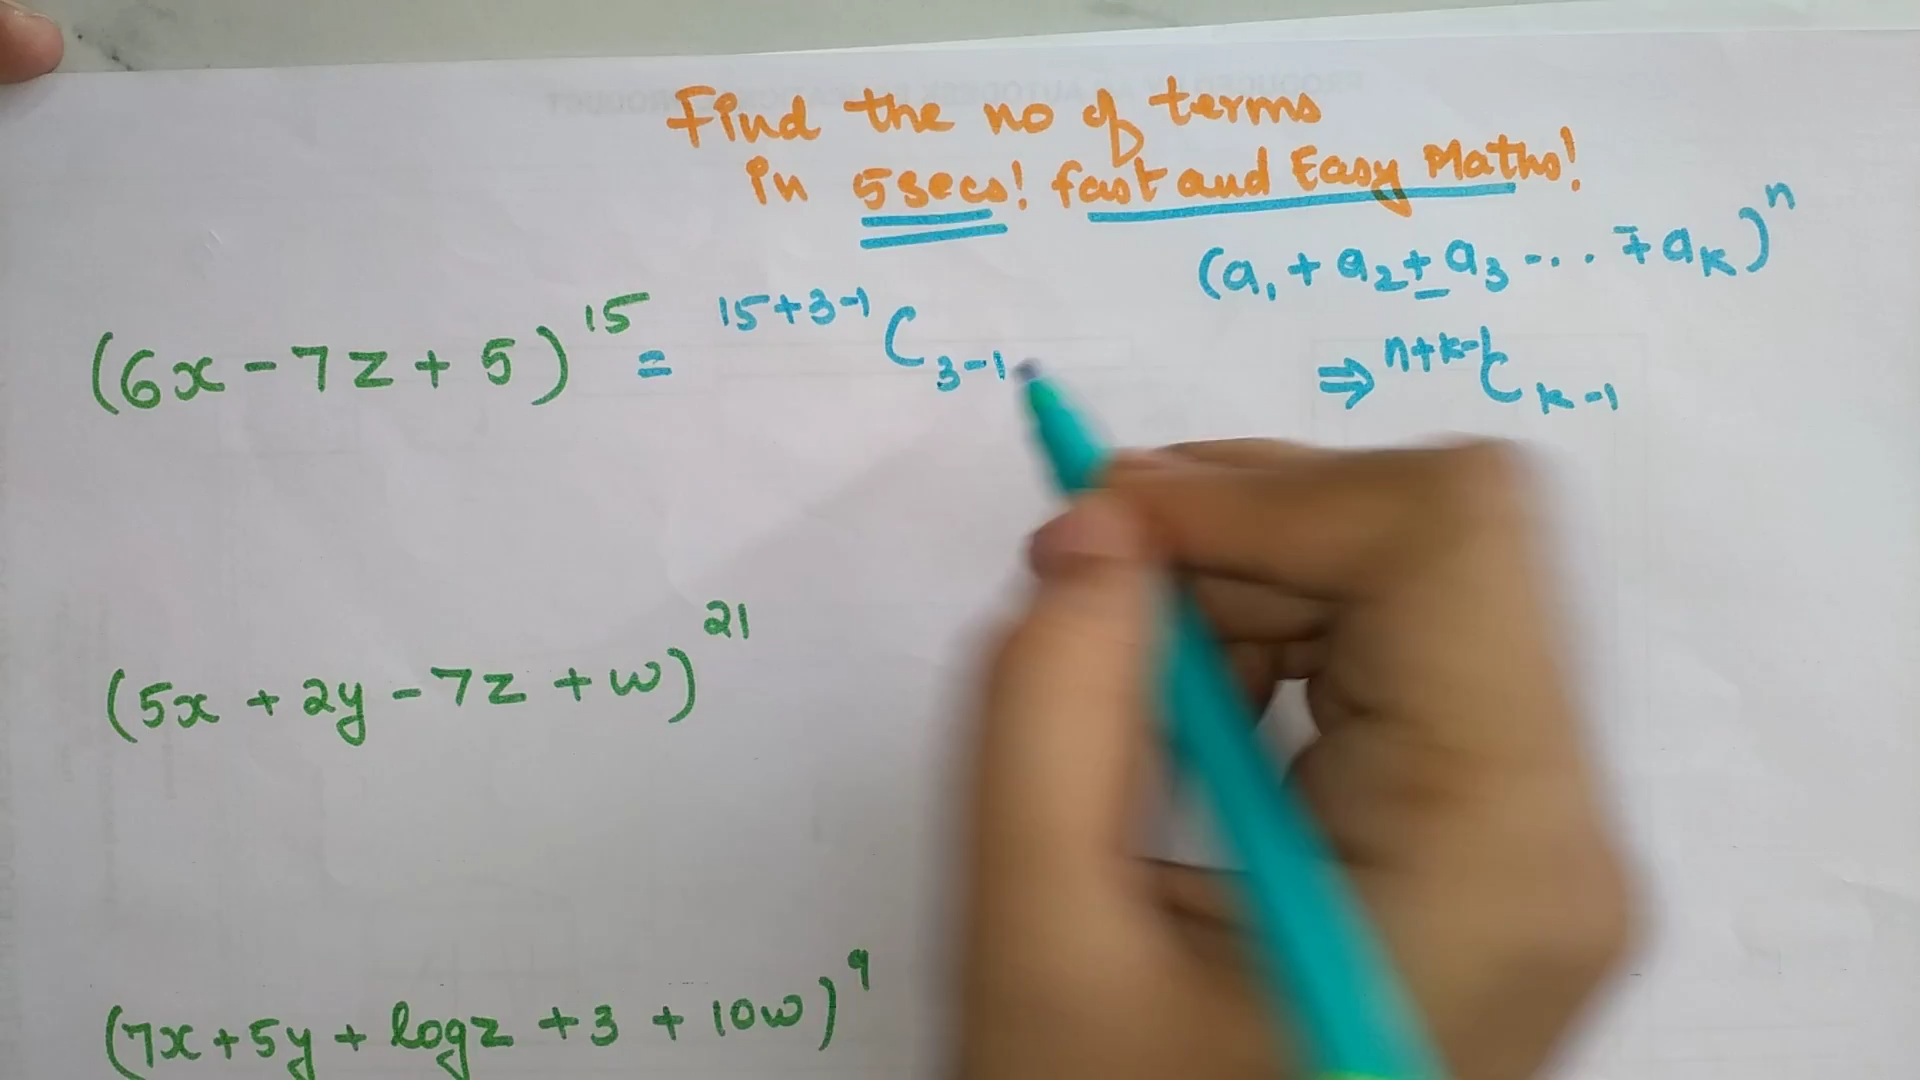 Find the no of terms
in 5secs! fast and Easy Maths!
(a₁ + a₂ + a₃ -... + aₖ)ⁿ
(6x - 7z + 5)¹⁵ = ¹⁵⁺³⁻¹C₃₋₁
⇒ ⁿ⁺ᵏ⁻¹Cₖ₋₁
(5x + 2y - 7z + w)²¹
(7x + 5y + logz + 3 + 10w)⁹